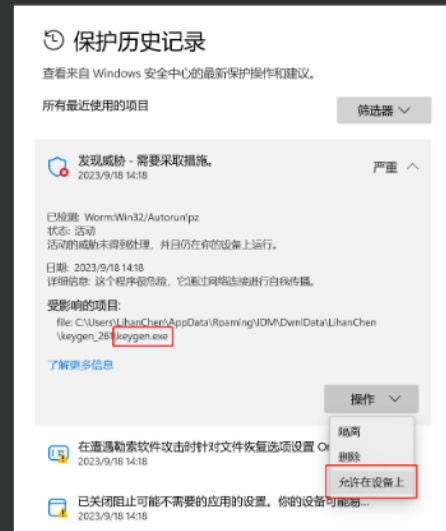 保护历史记录
查看来自 Windows 安全中心的最新保护操作和建议。
所有最近使用的项目
筛选器
发现威胁 - 需要采取措施。
2023/9/18 14:18
严重
已检测: Worm:Win32/Autorun!pz
状态: 活动
活动的威胁未得到处理，并且仍在你的设备上运行。
日期: 2023/9/18 14:18
详细信息: 这个程序很危险，它通过网络连接进行自我传播。
受影响的项目:
file: C:\Users\LihanChen\AppData\Roaming\IDM\DwnlData\LihanChen
\keygen_261\keygen.exe
了解更多信息
操作
隔离
删除
允许在设备上
在遭遇勒索软件攻击时针对文件恢复选项设置 On
2023/9/18 14:18
已关闭阻止可能不需要的应用的设置。你的设备可能易...
2023/9/18 14:18